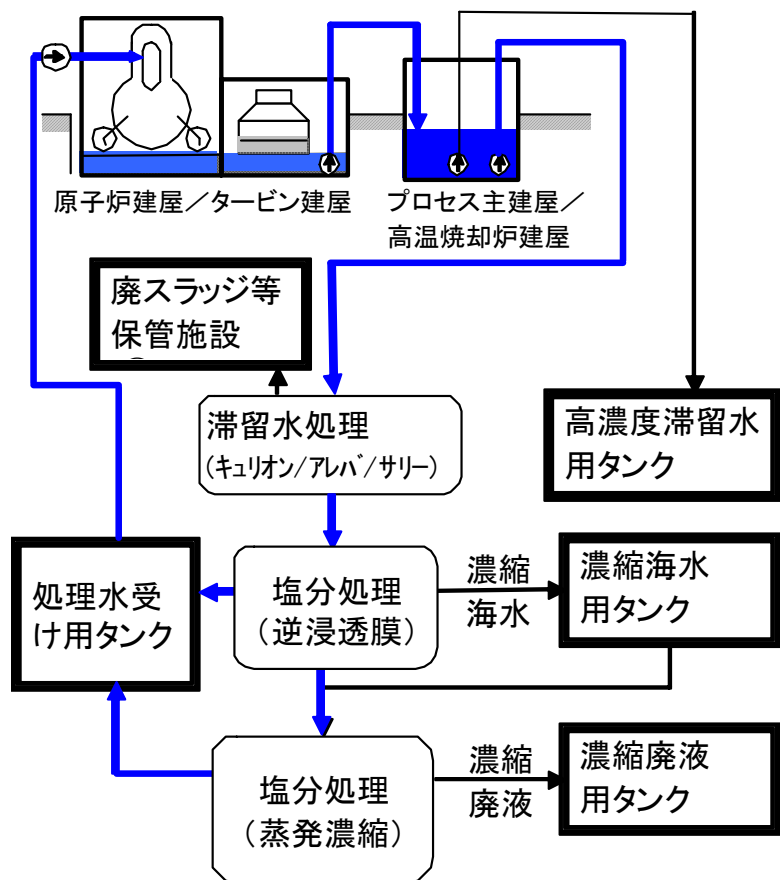 原子炉建屋／タービン建屋
プロセス主建屋／
高温焼却炉建屋
廃スラッジ等
保管施設
滞留水処理
(キュリオン/アレバ/サリー)
高濃度滞留水
用タンク
処理水受
け用タンク
塩分処理
（逆浸透膜）
濃縮
海水
濃縮海水
用タンク
塩分処理
（蒸発濃縮）
濃縮
廃液
濃縮廃液
用タンク